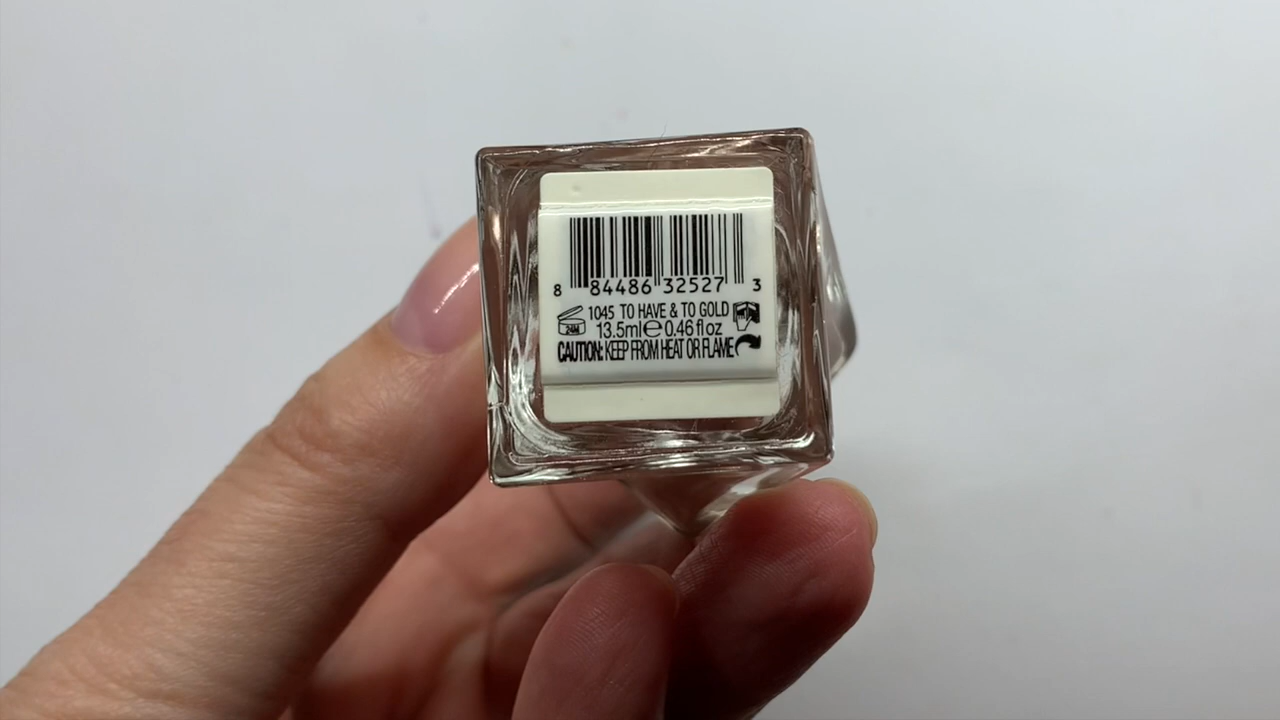 8 84486 32527 3
24M 1045 TO HAVE & TO GOLD
13.5ml e 0.46 fl oz
CAUTION: KEEP FROM HEAT OR FLAME